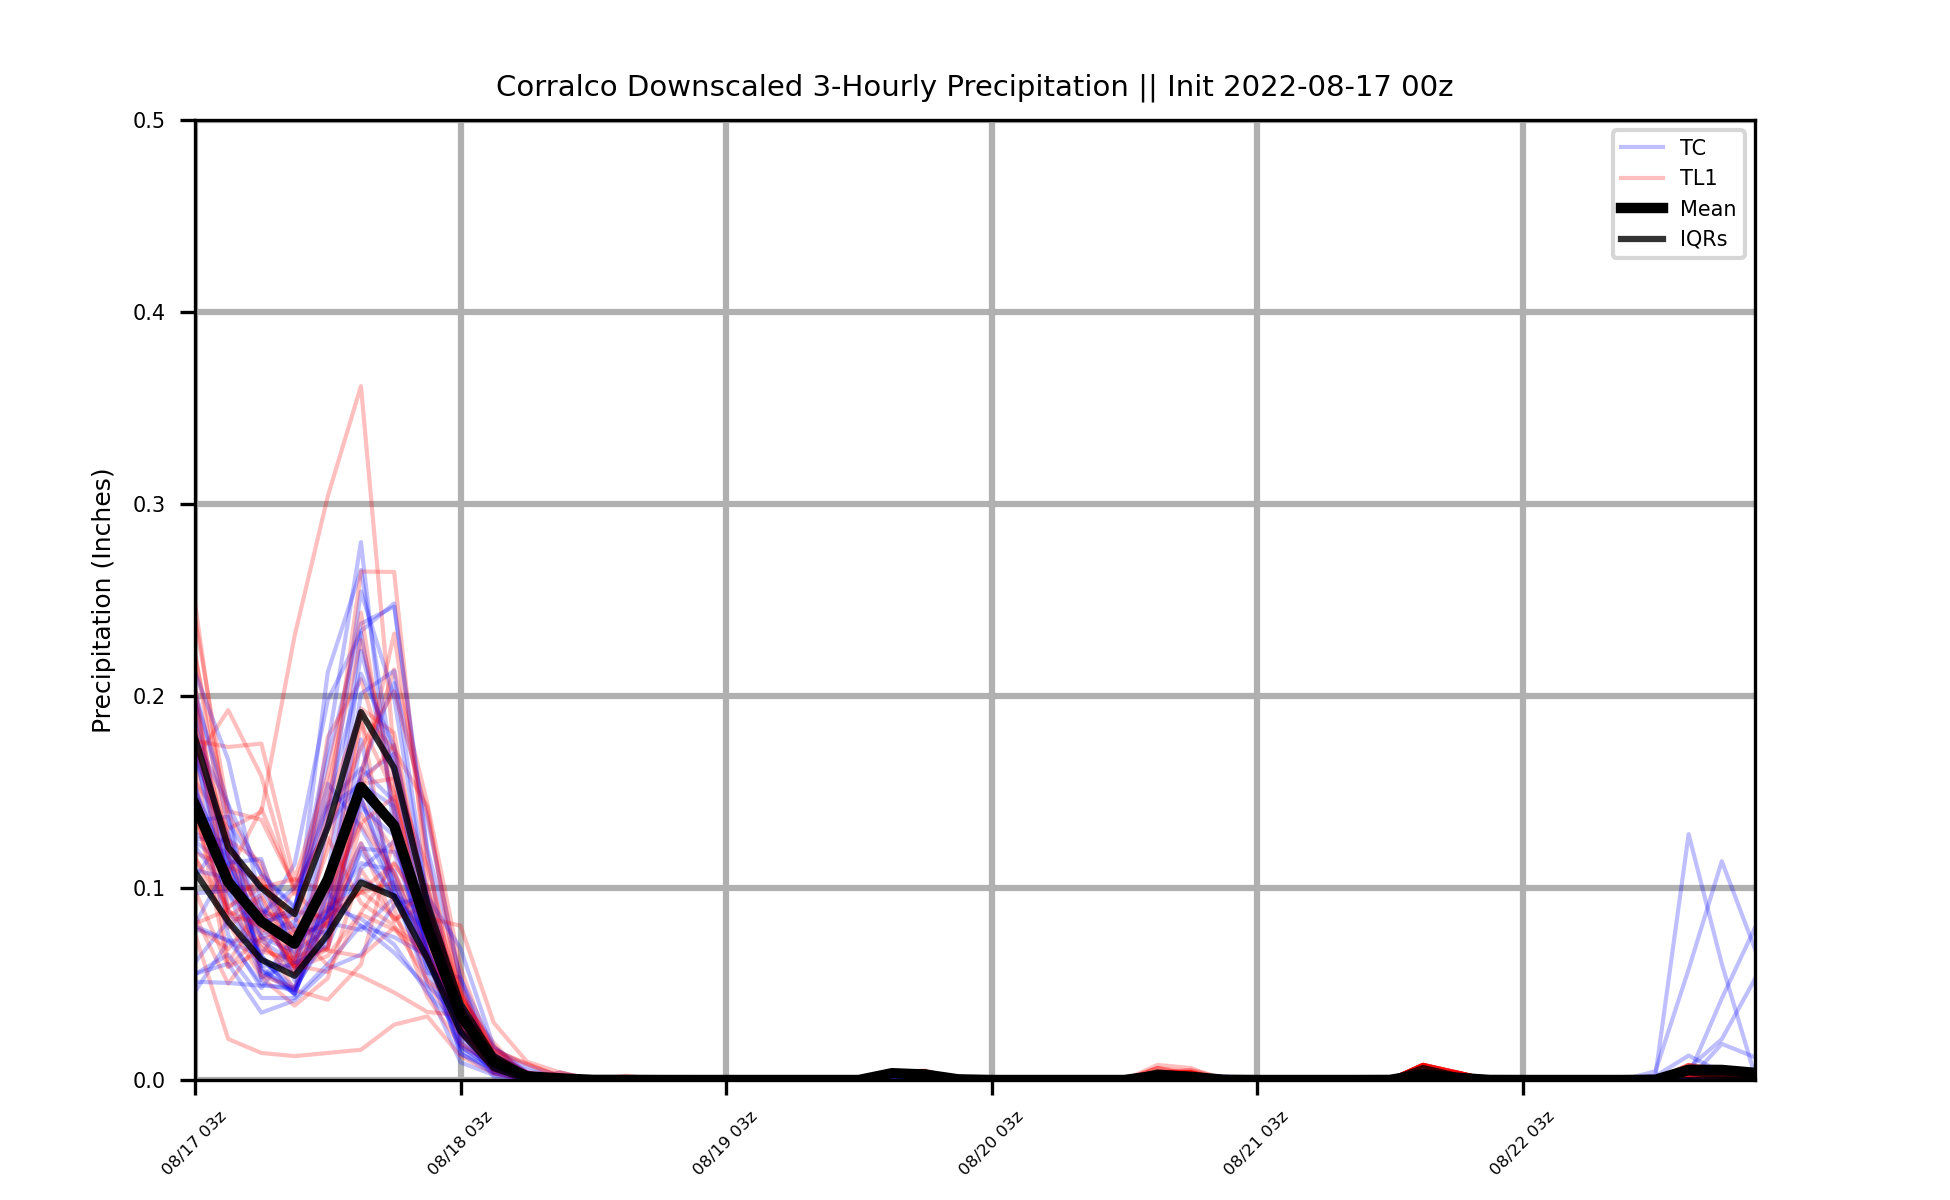 Corralco Downscaled 3-Hourly Precipitation || Init 2022-08-17 00z
0.5
0.4
0.3
0.2
0.1
0.0
Precipitation (Inches)
TC
TL1
Mean
IQRs
08/17 03z
08/18 03z
08/19 03z
08/20 03z
08/21 03z
08/22 03z